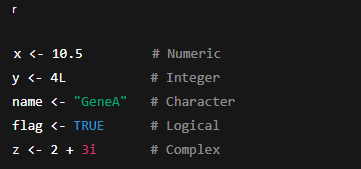 r
x <- 10.5 # Numeric
y <- 4L # Integer
name <- "GeneA" # Character
flag <- TRUE # Logical
z <- 2 + 3i # Complex